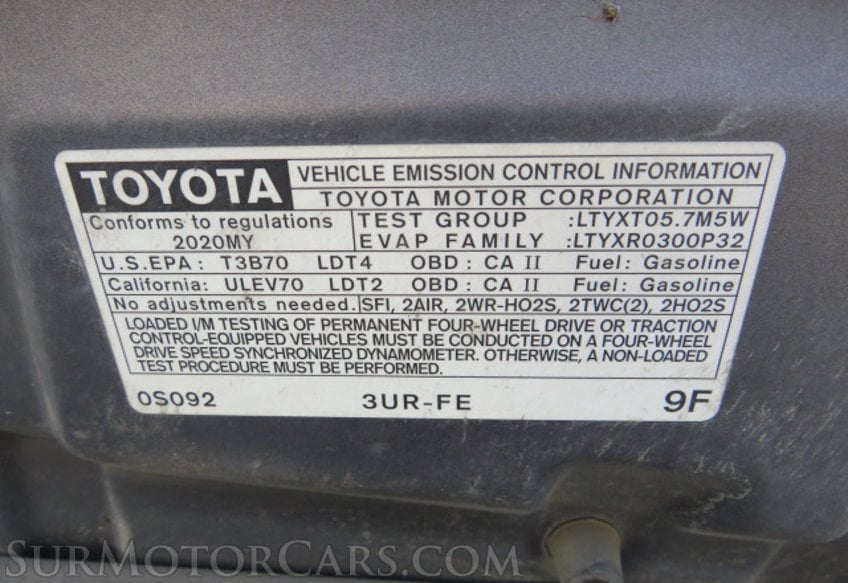 TOYOTA VEHICLE EMISSION CONTROL INFORMATION
TOYOTA MOTOR CORPORATION
Conforms to regulations TEST GROUP :LTYXT05.7M5W
2020MY EVAP FAMILY :LTYXR0300P32
U.S.EPA: T3B70 LDT4 OBD : CA II Fuel: Gasoline
California: ULEV70 LDT2 OBD : CA II Fuel: Gasoline
No adjustments needed. SFI, 2AIR, 2WR-HO2S, 2TWC(2), 2HO2S
LOADED I/M TESTING OF PERMANENT FOUR-WHEEL DRIVE OR TRACTION
CONTROL-EQUIPPED VEHICLES MUST BE CONDUCTED ON A FOUR-WHEEL
DRIVE SPEED SYNCHRONIZED DYNAMOMETER. OTHERWISE, A NON-LOADED
TEST PROCEDURE MUST BE PERFORMED.
0S092 3UR-FE 9F
SURMOTORCARS.COM